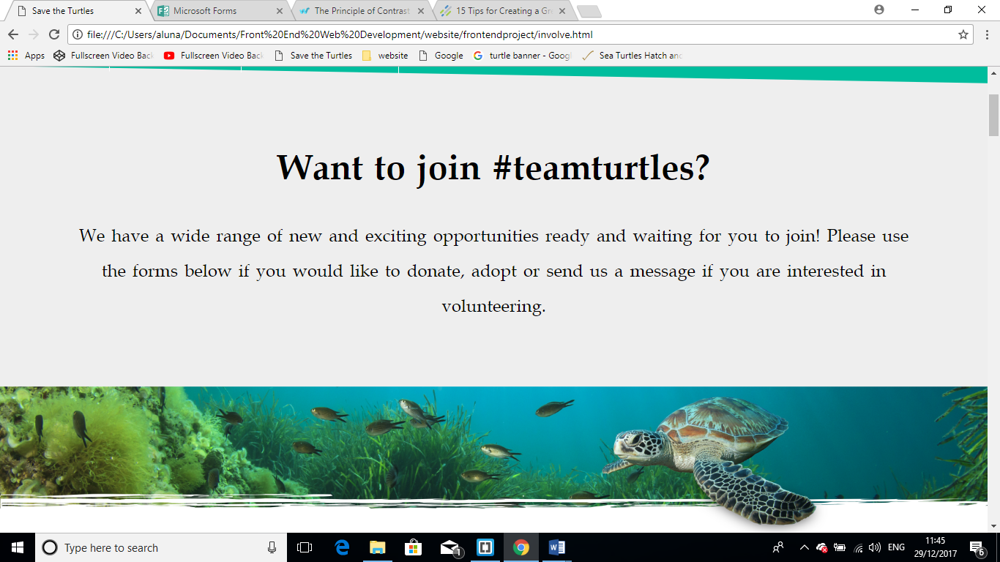 Save the Turtles
Microsoft Forms
The Principle of Contrast
15 Tips for Creating a Gre
file:///C:/Users/aluna/Documents/Front%20End%20Web%20Development/website/frontendproject/involve.html
Apps
Fullscreen Video Back
Fullscreen Video Back
Save the Turtles
website
Google
turtle banner - Googl
Sea Turtles Hatch and
Want to join #teamturtles?
We have a wide range of new and exciting opportunities ready and waiting for you to join! Please use
the forms below if you would like to donate, adopt or send us a message if you are interested in
volunteering.
Type here to search
1
ENG
11:45
29/12/2017
6